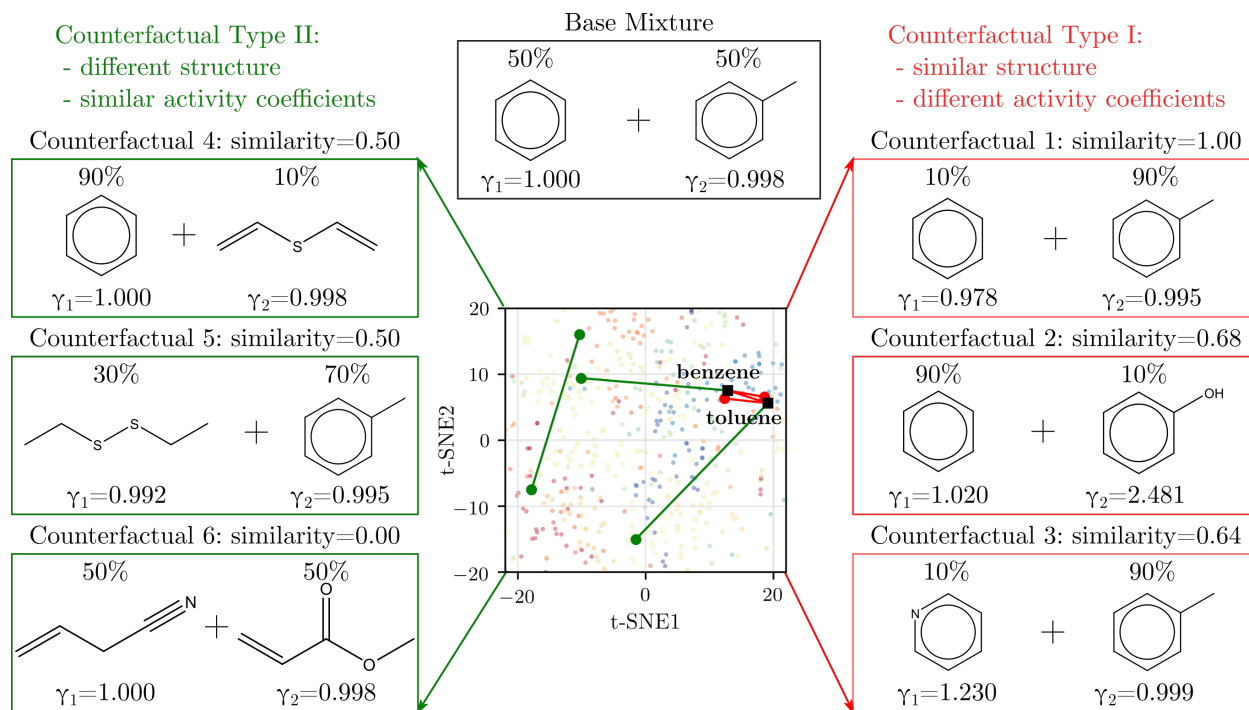 Counterfactual Type II:
- different structure
- similar activity coefficients
Base Mixture
50% 50%
+
γ₁=1.000 γ₂=0.998
Counterfactual Type I:
- similar structure
- different activity coefficients
Counterfactual 4: similarity=0.50
90% 10%
+ S
γ₁=1.000 γ₂=0.998
Counterfactual 5: similarity=0.50
30% 70%
S S +
γ₁=0.992 γ₂=0.995
Counterfactual 6: similarity=0.00
50% 50%
N + O O
γ₁=1.000 γ₂=0.998
20
10
0
−10
−20
t-SNE2
benzene
toluene
−20 0 20
t-SNE1
Counterfactual 1: similarity=1.00
10% 90%
+
γ₁=0.978 γ₂=0.995
Counterfactual 2: similarity=0.68
90% 10%
+ OH
γ₁=1.020 γ₂=2.481
Counterfactual 3: similarity=0.64
10% 90%
N +
γ₁=1.230 γ₂=0.999